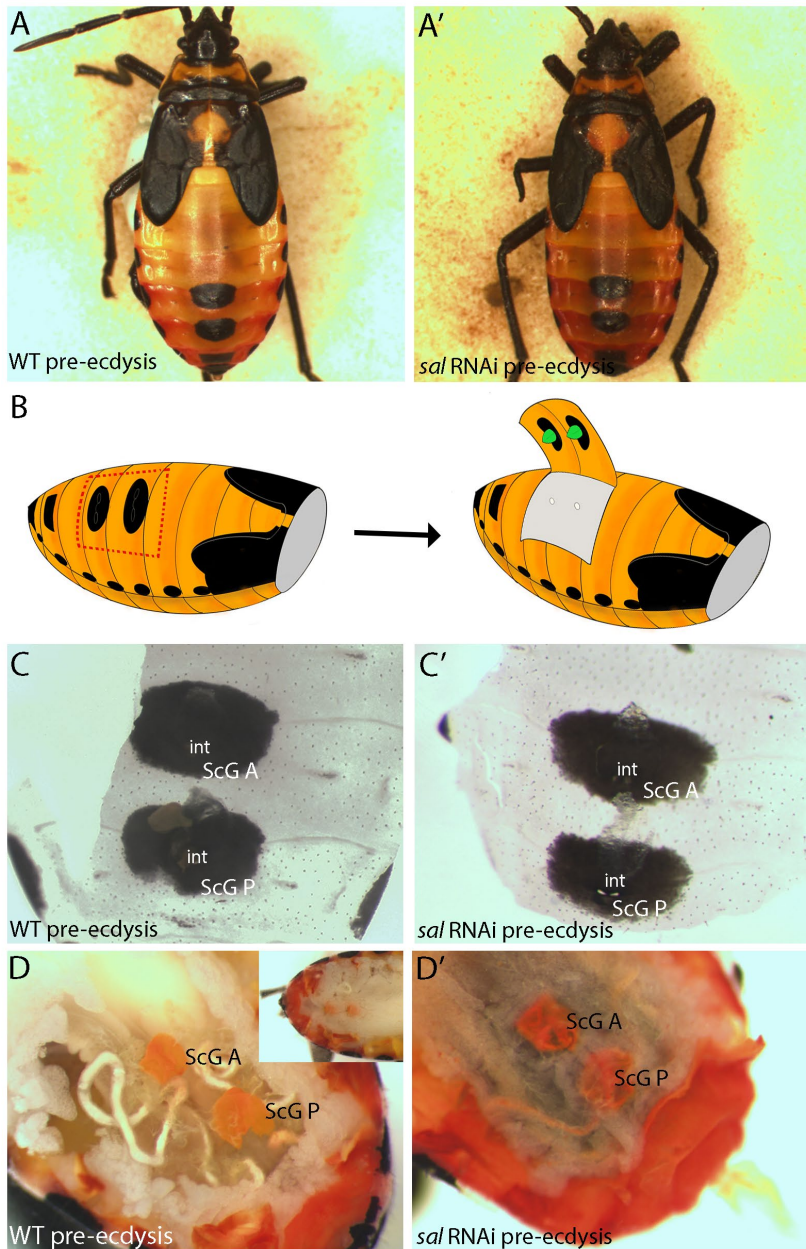 A
A'
WT pre-ecdysis
sal RNAi pre-ecdysis
B
C
C'
int
ScG A
int
ScG P
WT pre-ecdysis
int
ScG A
int
ScG P
sal RNAi pre-ecdysis
D
D'
ScG A
ScG P
WT pre-ecdysis
ScG A
ScG P
sal RNAi pre-ecdysis